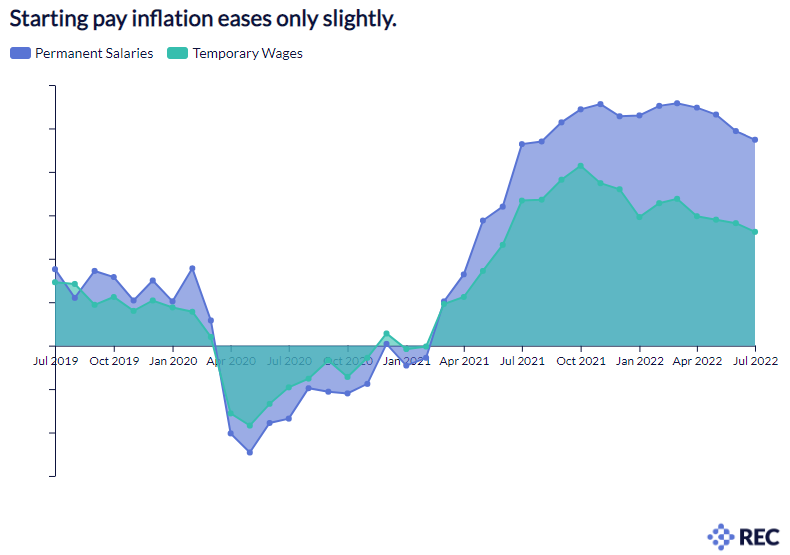 Starting pay inflation eases only slightly.
Permanent Salaries Temporary Wages
Jul 2019 Oct 2019 Jan 2020 Apr 2020 Jul 2020 Oct 2020 Jan 2021 Apr 2021 Jul 2021 Oct 2021 Jan 2022 Apr 2022 Jul 2022
REC